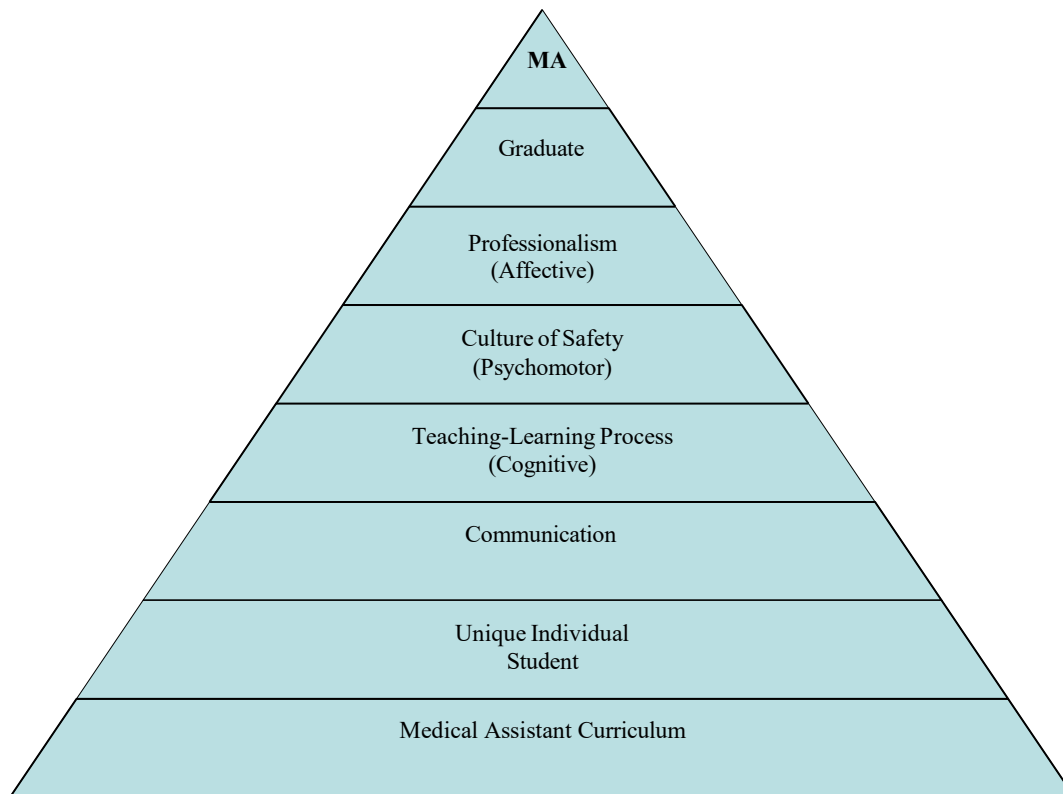 MA
Graduate
Professionalism
(Affective)
Culture of Safety
(Psychomotor)
Teaching-Learning Process
(Cognitive)
Communication
Unique Individual
Student
Medical Assistant Curriculum